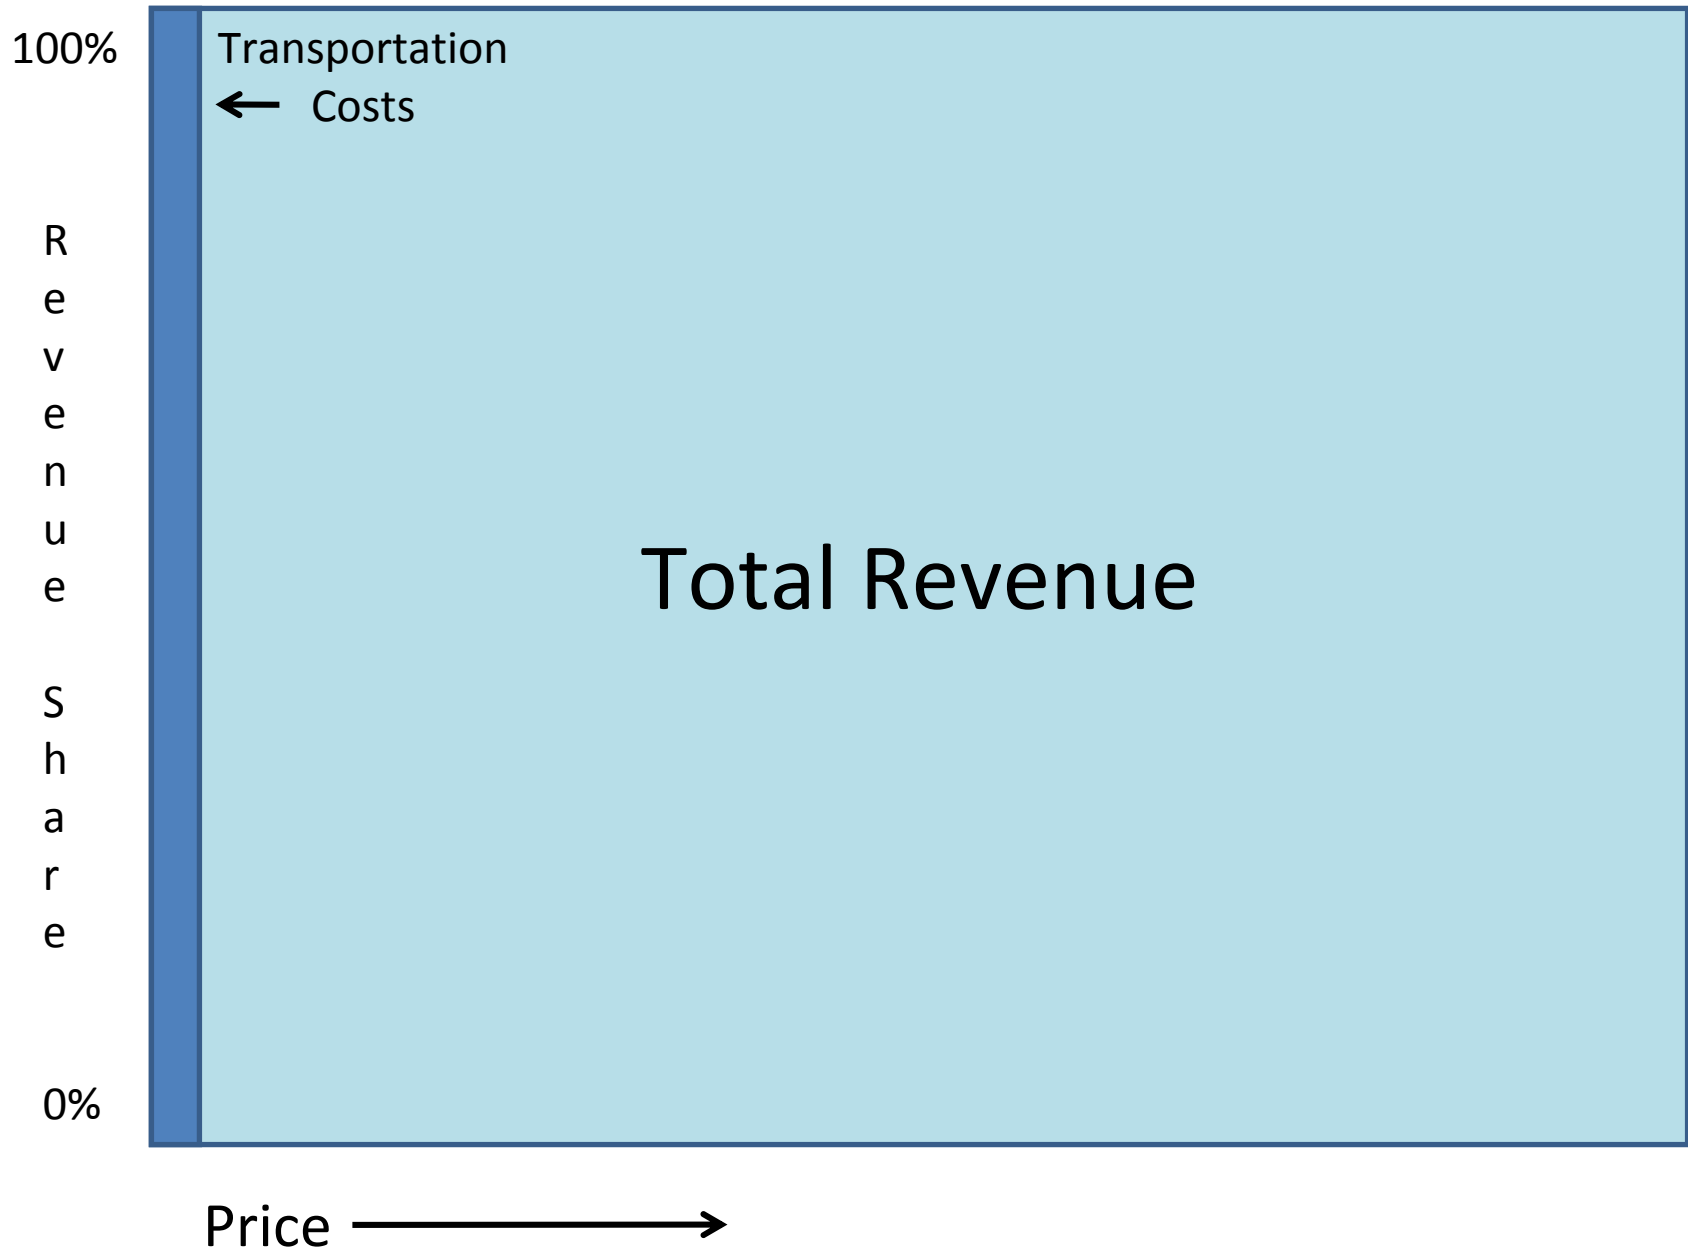 100%
Transportation
Costs
Revenue Share
Total Revenue
0%
Price